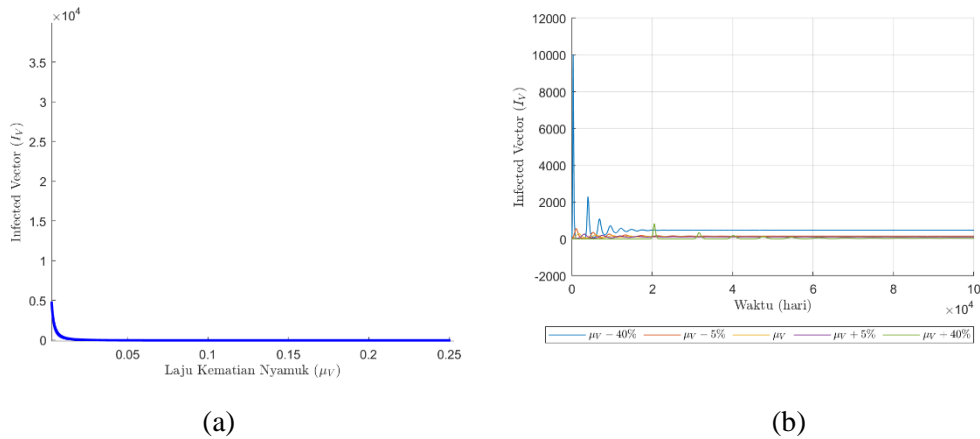 ×10⁴
3.5
3
2.5
2
1.5
1
0.5
0
0.05
0.1
0.15
0.2
0.25
Infected Vector (I_V)
Laju Kematian Nyamuk (μ_V)
(a)
12000
10000
8000
6000
4000
2000
0
-2000
0
2
4
6
8
10
×10⁴
Infected Vector (I_V)
Waktu (hari)
μ_V − 40%
μ_V − 5%
μ_V
μ_V + 5%
μ_V + 40%
(b)